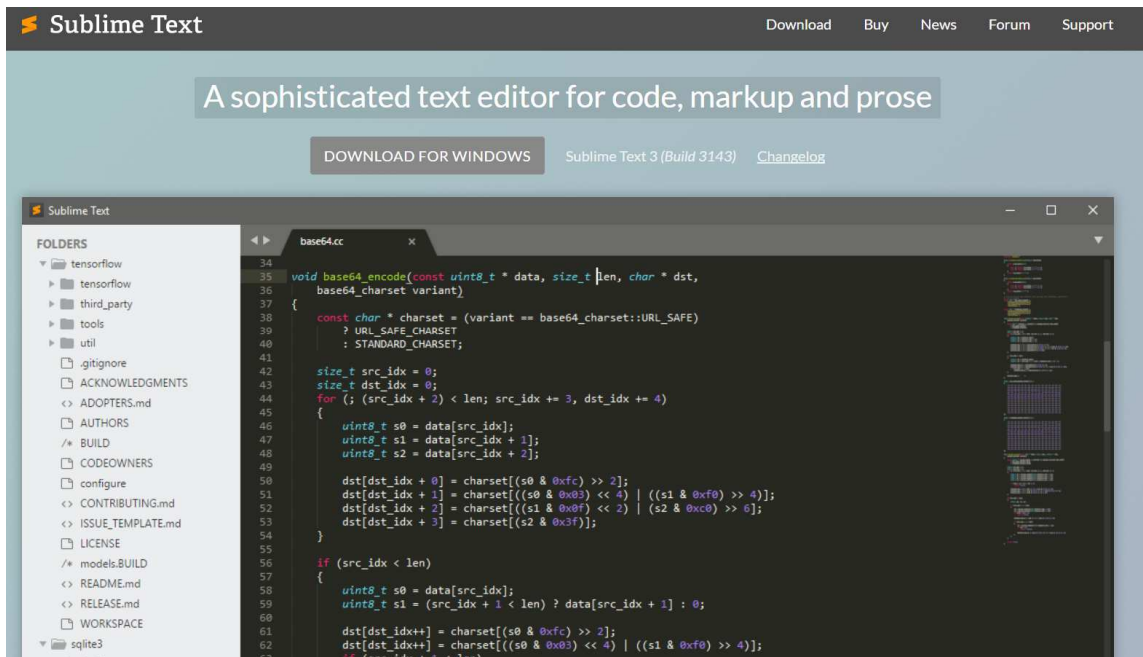 Sublime Text
Download Buy News Forum Support
A sophisticated text editor for code, markup and prose
DOWNLOAD FOR WINDOWS Sublime Text 3 (Build 3143) Changelog
Sublime Text
FOLDERS
tensorflow
tensorflow
third_party
tools
util
.gitignore
ACKNOWLEDGMENTS
<> ADOPTERS.md
AUTHORS
/* BUILD
CODEOWNERS
configure
<> CONTRIBUTING.md
<> ISSUE_TEMPLATE.md
LICENSE
/* models.BUILD
<> README.md
<> RELEASE.md
WORKSPACE
sqlite3
base64.cc
34
35 void base64_encode(const uint8_t * data, size_t len, char * dst,
36 base64_charset variant)
37 {
38 const char * charset = (variant == base64_charset::URL_SAFE)
39 ? URL_SAFE_CHARSET
40 : STANDARD_CHARSET;
41
42 size_t src_idx = 0;
43 size_t dst_idx = 0;
44 for (; (src_idx + 2) < len; src_idx += 3, dst_idx += 4)
45 {
46 uint8_t s0 = data[src_idx];
47 uint8_t s1 = data[src_idx + 1];
48 uint8_t s2 = data[src_idx + 2];
49
50 dst[dst_idx + 0] = charset[(s0 & 0xfc) >> 2];
51 dst[dst_idx + 1] = charset[((s0 & 0x03) << 4) | ((s1 & 0xf0) >> 4)];
52 dst[dst_idx + 2] = charset[((s1 & 0x0f) << 2) | (s2 & 0xc0) >> 6];
53 dst[dst_idx + 3] = charset[(s2 & 0x3f)];
54 }
55
56 if (src_idx < len)
57 {
58 uint8_t s0 = data[src_idx];
59 uint8_t s1 = (src_idx + 1 < len) ? data[src_idx + 1] : 0;
60
61 dst[dst_idx++] = charset[(s0 & 0xfc) >> 2];
62 dst[dst_idx++] = charset[((s0 & 0x03) << 4) | ((s1 & 0xf0) >> 4)];